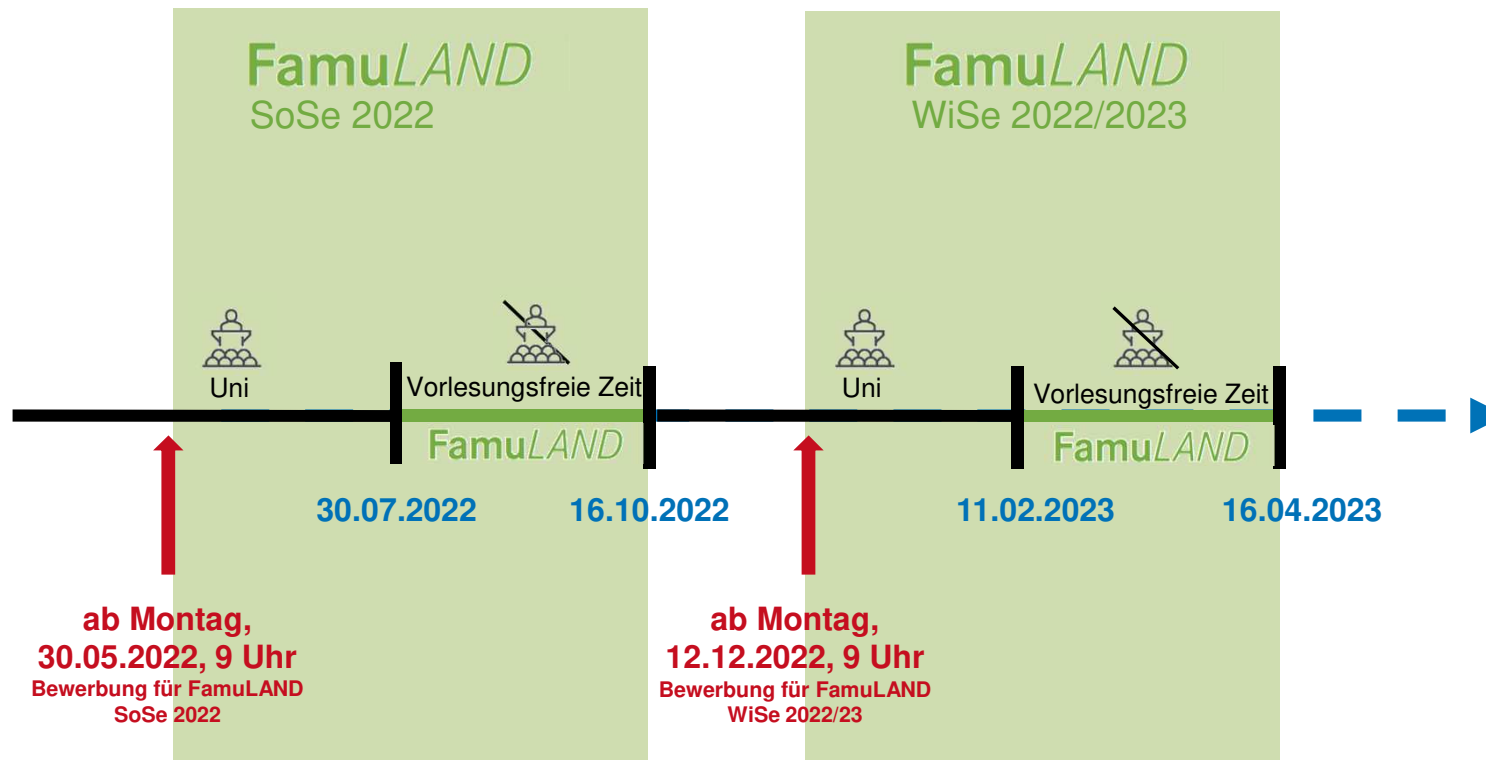 FamuLAND
SoSe 2022
FamuLAND
WiSe 2022/2023
Uni
Vorlesungsfreie Zeit
Uni
Vorlesungsfreie Zeit
FamuLAND
FamuLAND
30.07.2022
16.10.2022
11.02.2023
16.04.2023
ab Montag,
30.05.2022, 9 Uhr
Bewerbung für FamuLAND
SoSe 2022
ab Montag,
12.12.2022, 9 Uhr
Bewerbung für FamuLAND
WiSe 2022/23